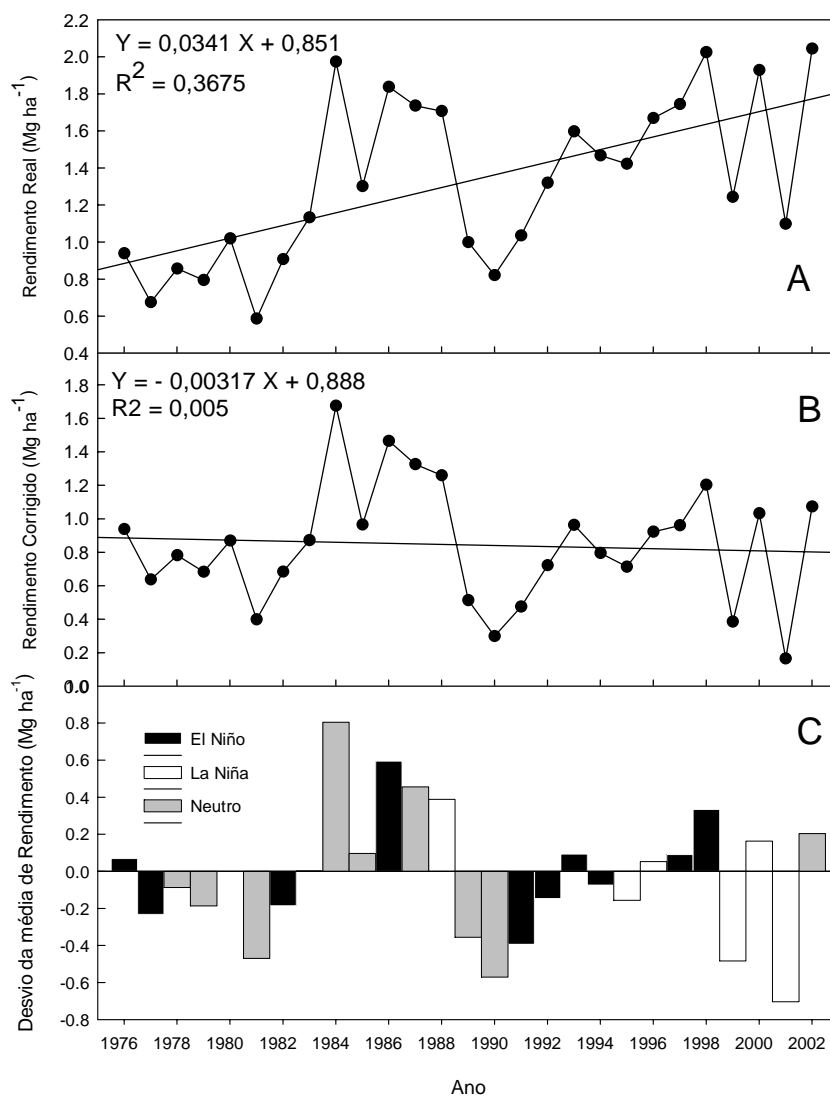 Y = 0,0341 X + 0,851
R² = 0,3675
Rendimento Real (Mg ha⁻¹)
2.2
2.0
1.8
1.6
1.4
1.2
1.0
0.8
0.6
0.4
A
Y = - 0,00317 X + 0,888
R2 = 0,005
Rendimento Corrigido (Mg ha⁻¹)
1.8
1.6
1.4
1.2
1.0
0.8
0.6
0.4
0.2
0.0
B
Desvio da média de Rendimento (Mg ha⁻¹)
1.0
0.8
0.6
0.4
0.2
0.0
-0.2
-0.4
-0.6
-0.8
C
El Niño
La Niña
Neutro
1976 1978 1980 1982 1984 1986 1988 1990 1992 1994 1996 1998 2000 2002
Ano